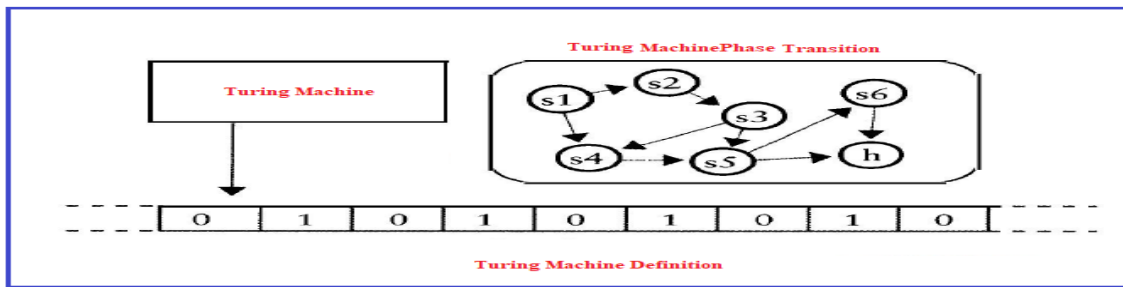 Turing MachinePhase Transition
Turing Machine
s1
s2
s3
s4
s5
s6
h
0 1 0 1 0 1 0 1 0
Turing Machine Definition